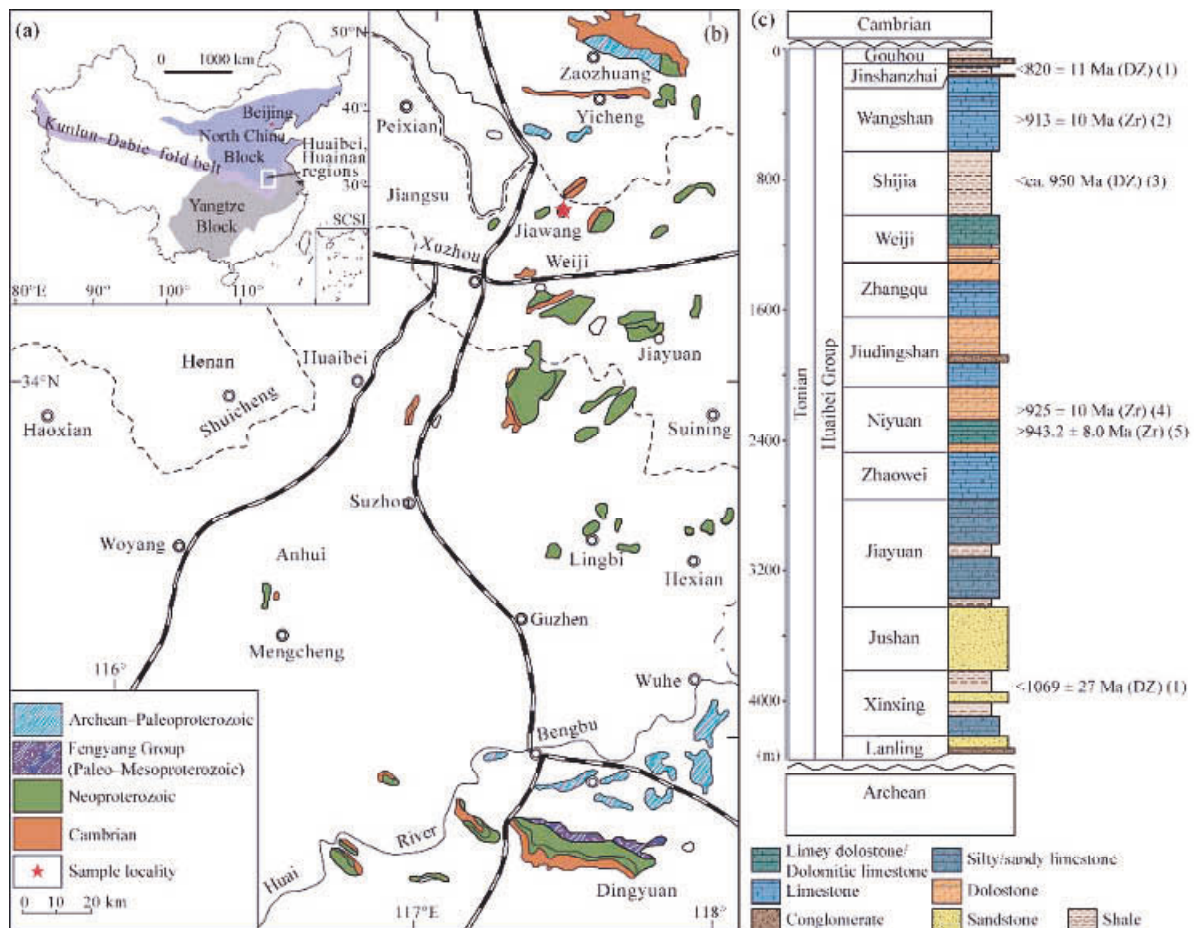 (a)
50°N
0 1000 km
Beijing
40°
North China
Block
Huaibei,
Huainan
regions
Kunlun–Dabie fold belt
30°
Yangtze
Block
SCSI
80°E
90°
100°
110°
(b)
Zaozhuang
Yicheng
Peixian
Jiangsu
Jiawang
Xuzhou
Weiji
Jiayuan
Henan
Huaibei
34°N
Shuicheng
Haoxian
Suining
Suzhou
Woyang
Anhui
Lingbi
Hexian
Guzhen
Mengcheng
116°
Wuhe
Bengbu
River
Huai
Dingyuan
117°E
118°
Archean–Paleoproterozoic
Fengyang Group
(Paleo–Mesoproterozoic)
Neoproterozoic
Cambrian
Sample locality
0 10 20 km
(c)
Cambrian
0
800
1600
2400
3200
4000
(m)
Tonian
Huaibei Group
Gouhou
Jinshanzhai
Wangshan
Shijia
Weiji
Zhangqu
Jiudingshan
Niyuan
Zhaowei
Jiayuan
Jushan
Xinxing
Lanling
<820 ± 11 Ma (DZ) (1)
>913 ± 10 Ma (Zr) (2)
<ca. 950 Ma (DZ) (3)
>925 ± 10 Ma (Zr) (4)
>943.2 ± 8.0 Ma (Zr) (5)
<1069 ± 27 Ma (DZ) (1)
Archean
Limey dolostone/
Dolomitic limestone
Silty/sandy limestone
Limestone
Dolostone
Conglomerate
Sandstone
Shale